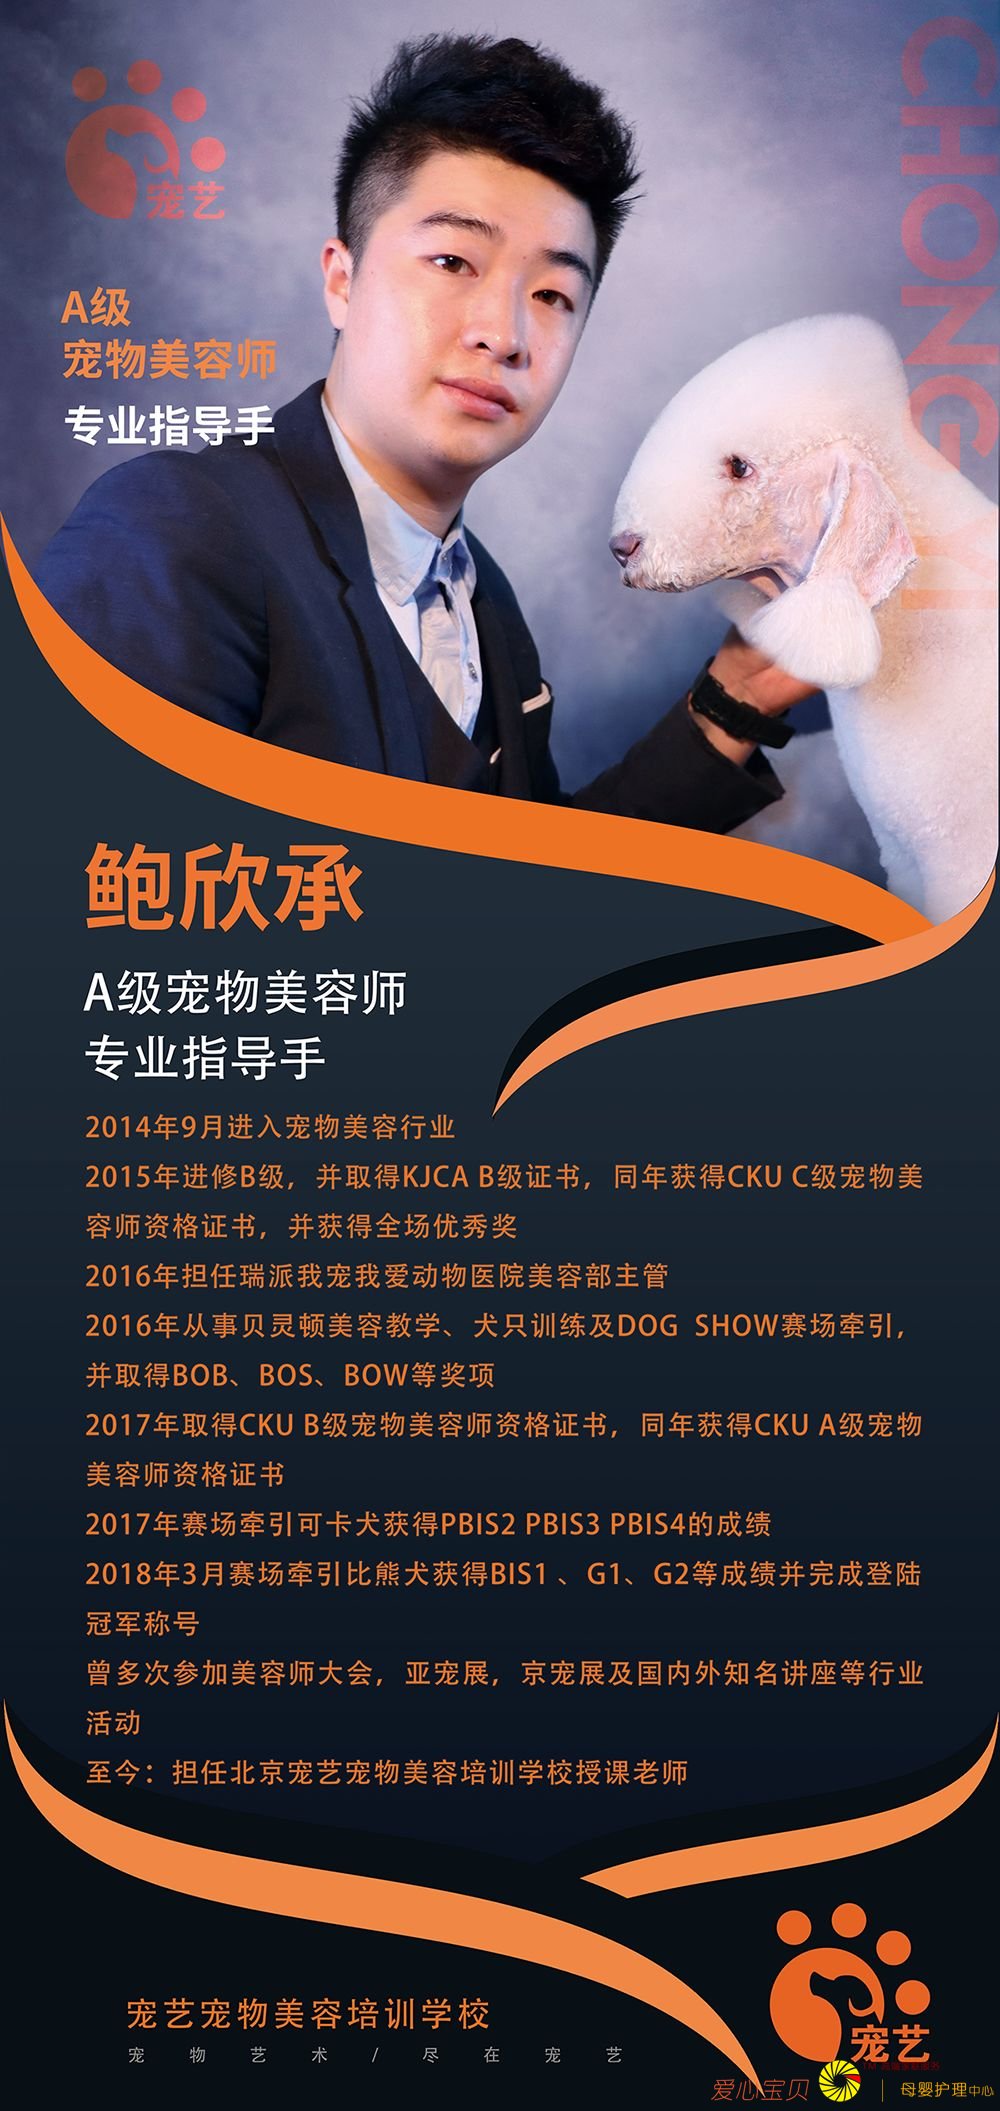 宠艺
CHONG YI
A级
宠物美容师
专业指导手
鲍欣承
A级宠物美容师
专业指导手
2014年9月进入宠物美容行业
2015年进修B级，并取得KJCA B级证书，同年获得CKU C级宠物美
容师资格证书，并获得全场优秀奖
2016年担任瑞派我宠我爱动物医院美容部主管
2016年从事贝灵顿美容教学、犬只训练及DOG SHOW赛场牵引，
并取得BOB、BOS、BOW等奖项
2017年取得CKU B级宠物美容师资格证书，同年获得CKU A级宠物
美容师资格证书
2017年赛场牵引可卡犬获得PBIS2 PBIS3 PBIS4的成绩
2018年3月赛场牵引比熊犬获得BIS1 、G1、G2等成绩并完成登陆
冠军称号
曾多次参加美容师大会，亚宠展，京宠展及国内外知名讲座等行业
活动
至今：担任北京宠艺宠物美容培训学校授课老师
宠艺宠物美容培训学校
宠物艺术/尽在宠艺
宠艺
爱心宝贝 | 母婴护理中心